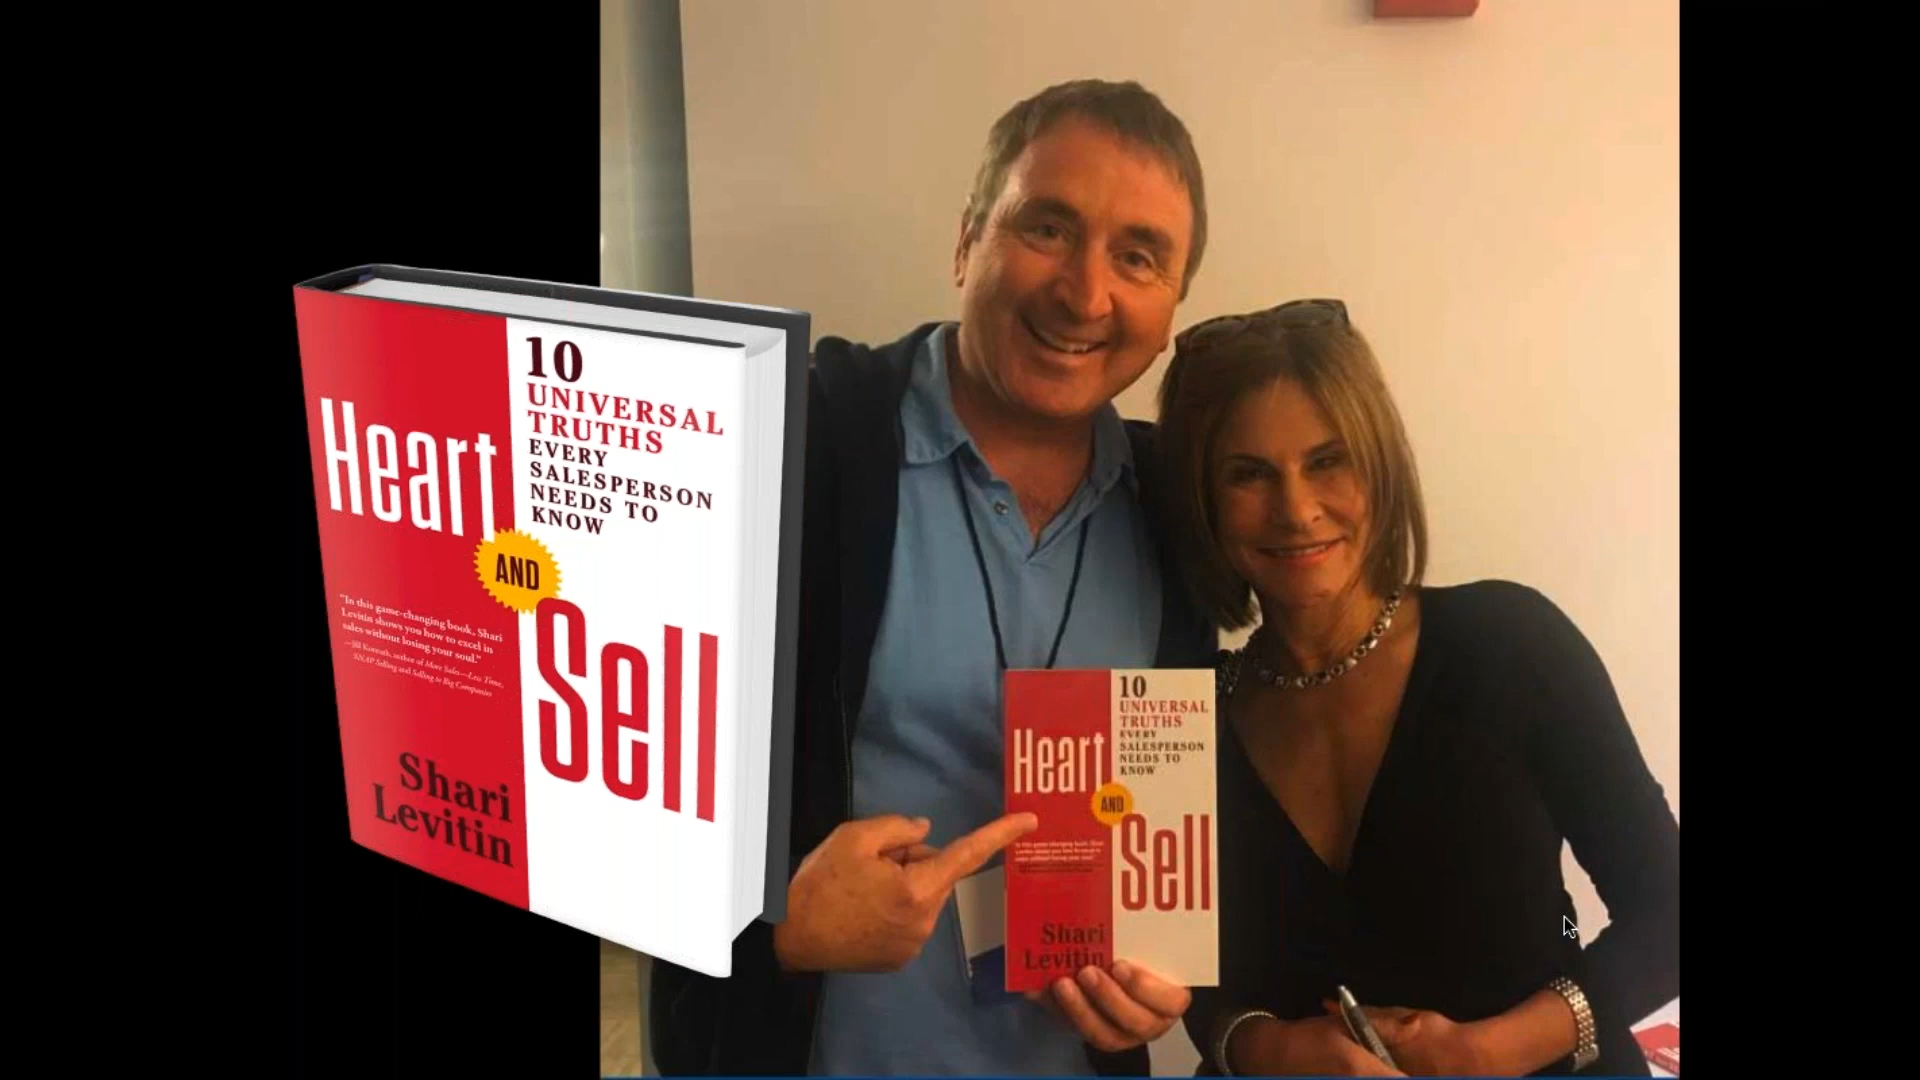 10
UNIVERSAL
TRUTHS
EVERY
SALESPERSON
NEEDS TO
KNOW
Heart
AND
Sell
"In this game-changing book, Shari
Levitin shows you how to excel in
sales without losing your soul."
—Jill Konrath, author of More Sales—Less Time,
SNAP Selling and Selling to Big Companies
Shari
Levitin
10
UNIVERSAL
TRUTHS
EVERY
SALESPERSON
NEEDS TO
KNOW
Heart
AND
Sell
Shari
Levitin